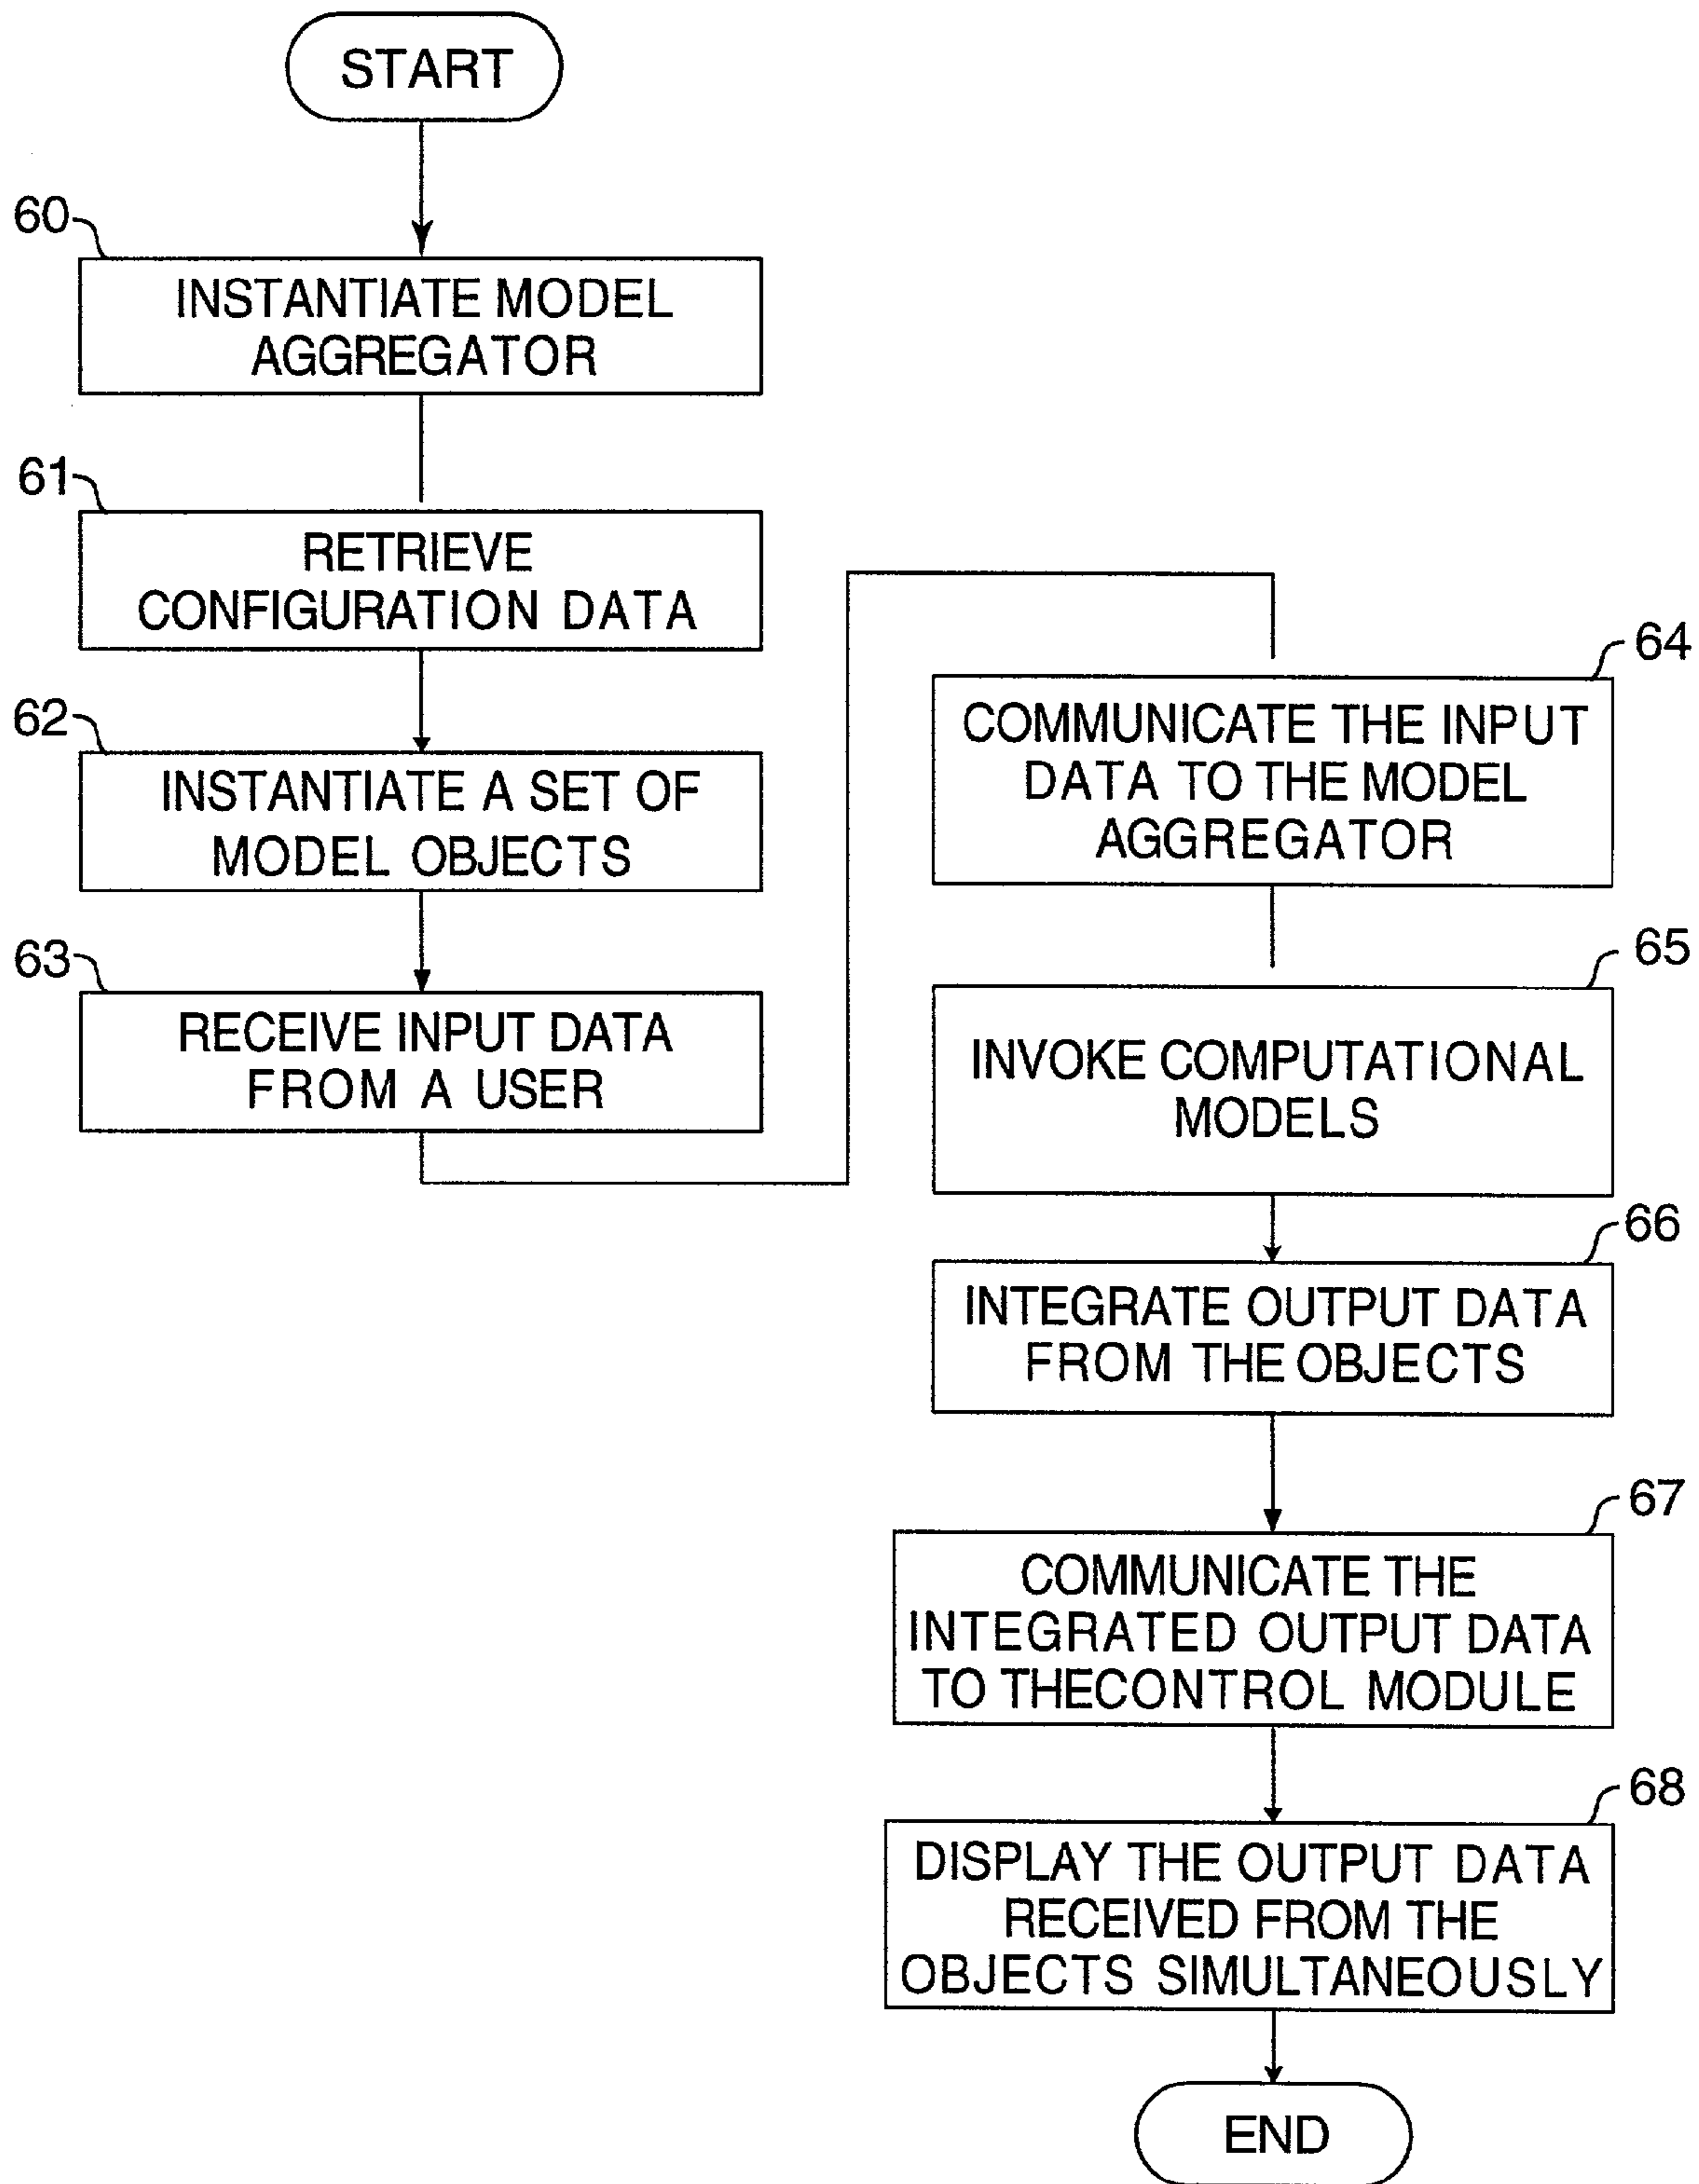 START
60
INSTANTIATE MODEL
AGGREGATOR
61
RETRIEVE
CONFIGURATION DATA
62
INSTANTIATE A SET OF
MODEL OBJECTS
63
RECEIVE INPUT DATA
FROM A USER
64
COMMUNICATE THE INPUT
DATA TO THE MODEL
AGGREGATOR
65
INVOKE COMPUTATIONAL
MODELS
66
INTEGRATE OUTPUT DATA
FROM THE OBJECTS
67
COMMUNICATE THE
INTEGRATED OUTPUT DATA
TO THECONTROL MODULE
68
DISPLAY THE OUTPUT DATA
RECEIVED FROM THE
OBJECTS SIMULTANEOUSLY
END